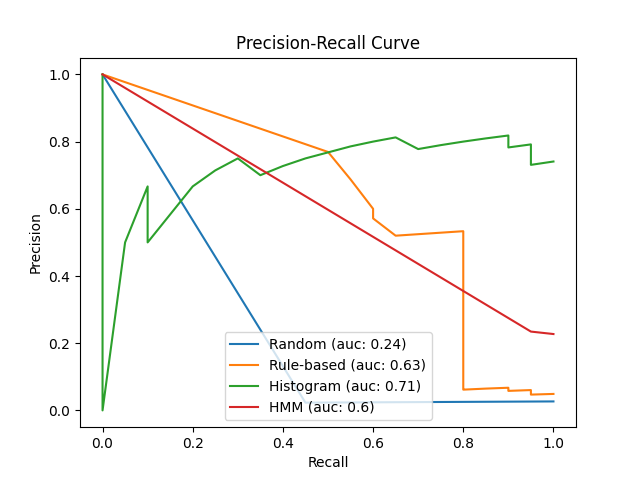 Precision-Recall Curve
Precision
1.0
0.8
0.6
0.4
0.2
0.0
Random (auc: 0.24)
Rule-based (auc: 0.63)
Histogram (auc: 0.71)
HMM (auc: 0.6)
0.0 0.2 0.4 0.6 0.8 1.0
Recall